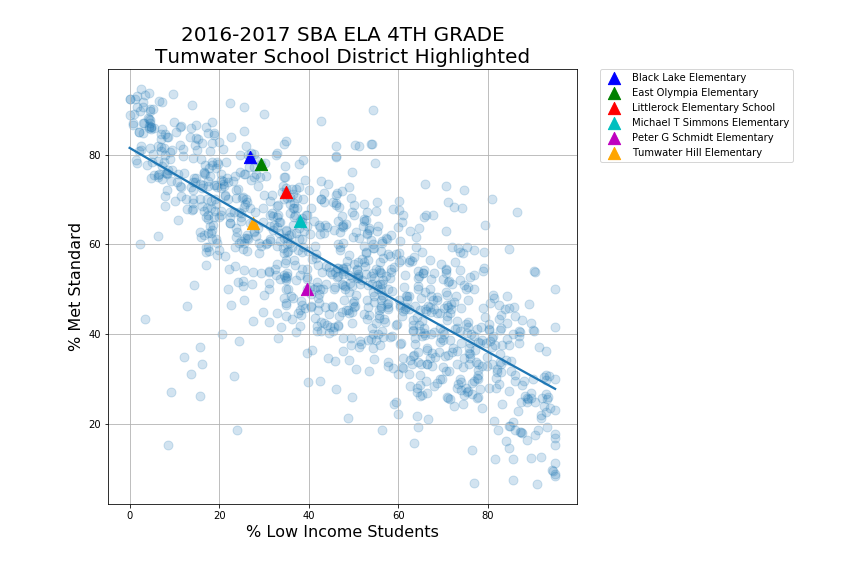 2016-2017 SBA ELA 4TH GRADE
Tumwater School District Highlighted
Black Lake Elementary
East Olympia Elementary
Littlerock Elementary School
Michael T Simmons Elementary
Peter G Schmidt Elementary
Tumwater Hill Elementary
% Met Standard
80
60
40
20
0 20 40 60 80
% Low Income Students